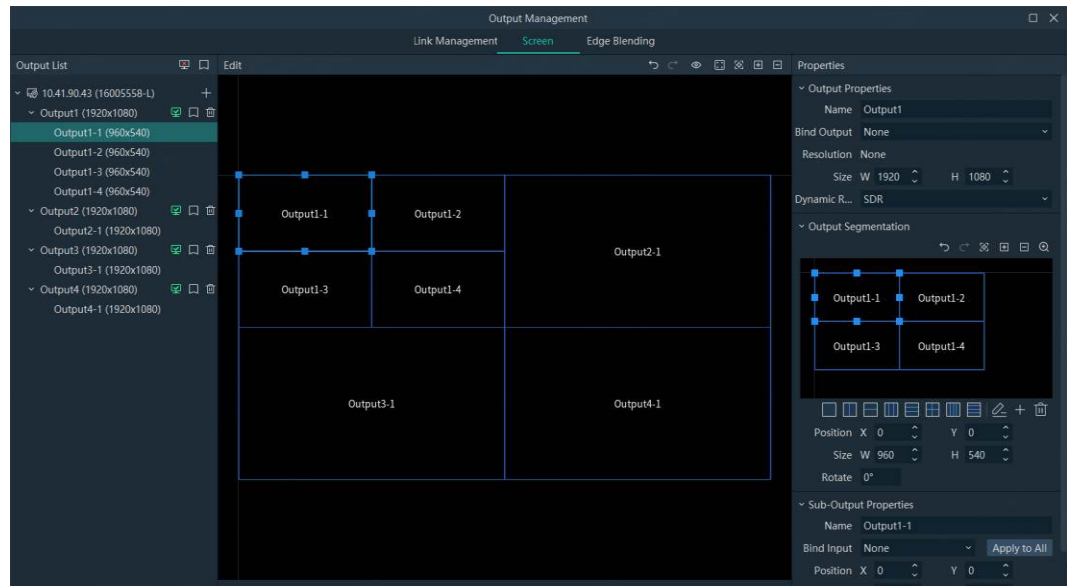 Output Management
Link Management Screen Edge Blending
Output List
Edit
Properties
10.41.90.43 (16005558-L)
Output1 (1920x1080)
Output1-1 (960x540)
Output1-2 (960x540)
Output1-3 (960x540)
Output1-4 (960x540)
Output2 (1920x1080)
Output2-1 (1920x1080)
Output3 (1920x1080)
Output3-1 (1920x1080)
Output4 (1920x1080)
Output4-1 (1920x1080)
Output1-1 Output1-2
Output2-1
Output1-3 Output1-4
Output3-1 Output4-1
Output Properties
Name Output1
Bind Output None
Resolution None
Size W 1920 H 1080
Dynamic R... SDR
Output Segmentation
Output1-1 Output1-2
Output1-3 Output1-4
Position X 0 Y 0
Size W 960 H 540
Rotate 0°
Sub-Output Properties
Name Output1-1
Bind Input None Apply to All
Position X 0 Y 0